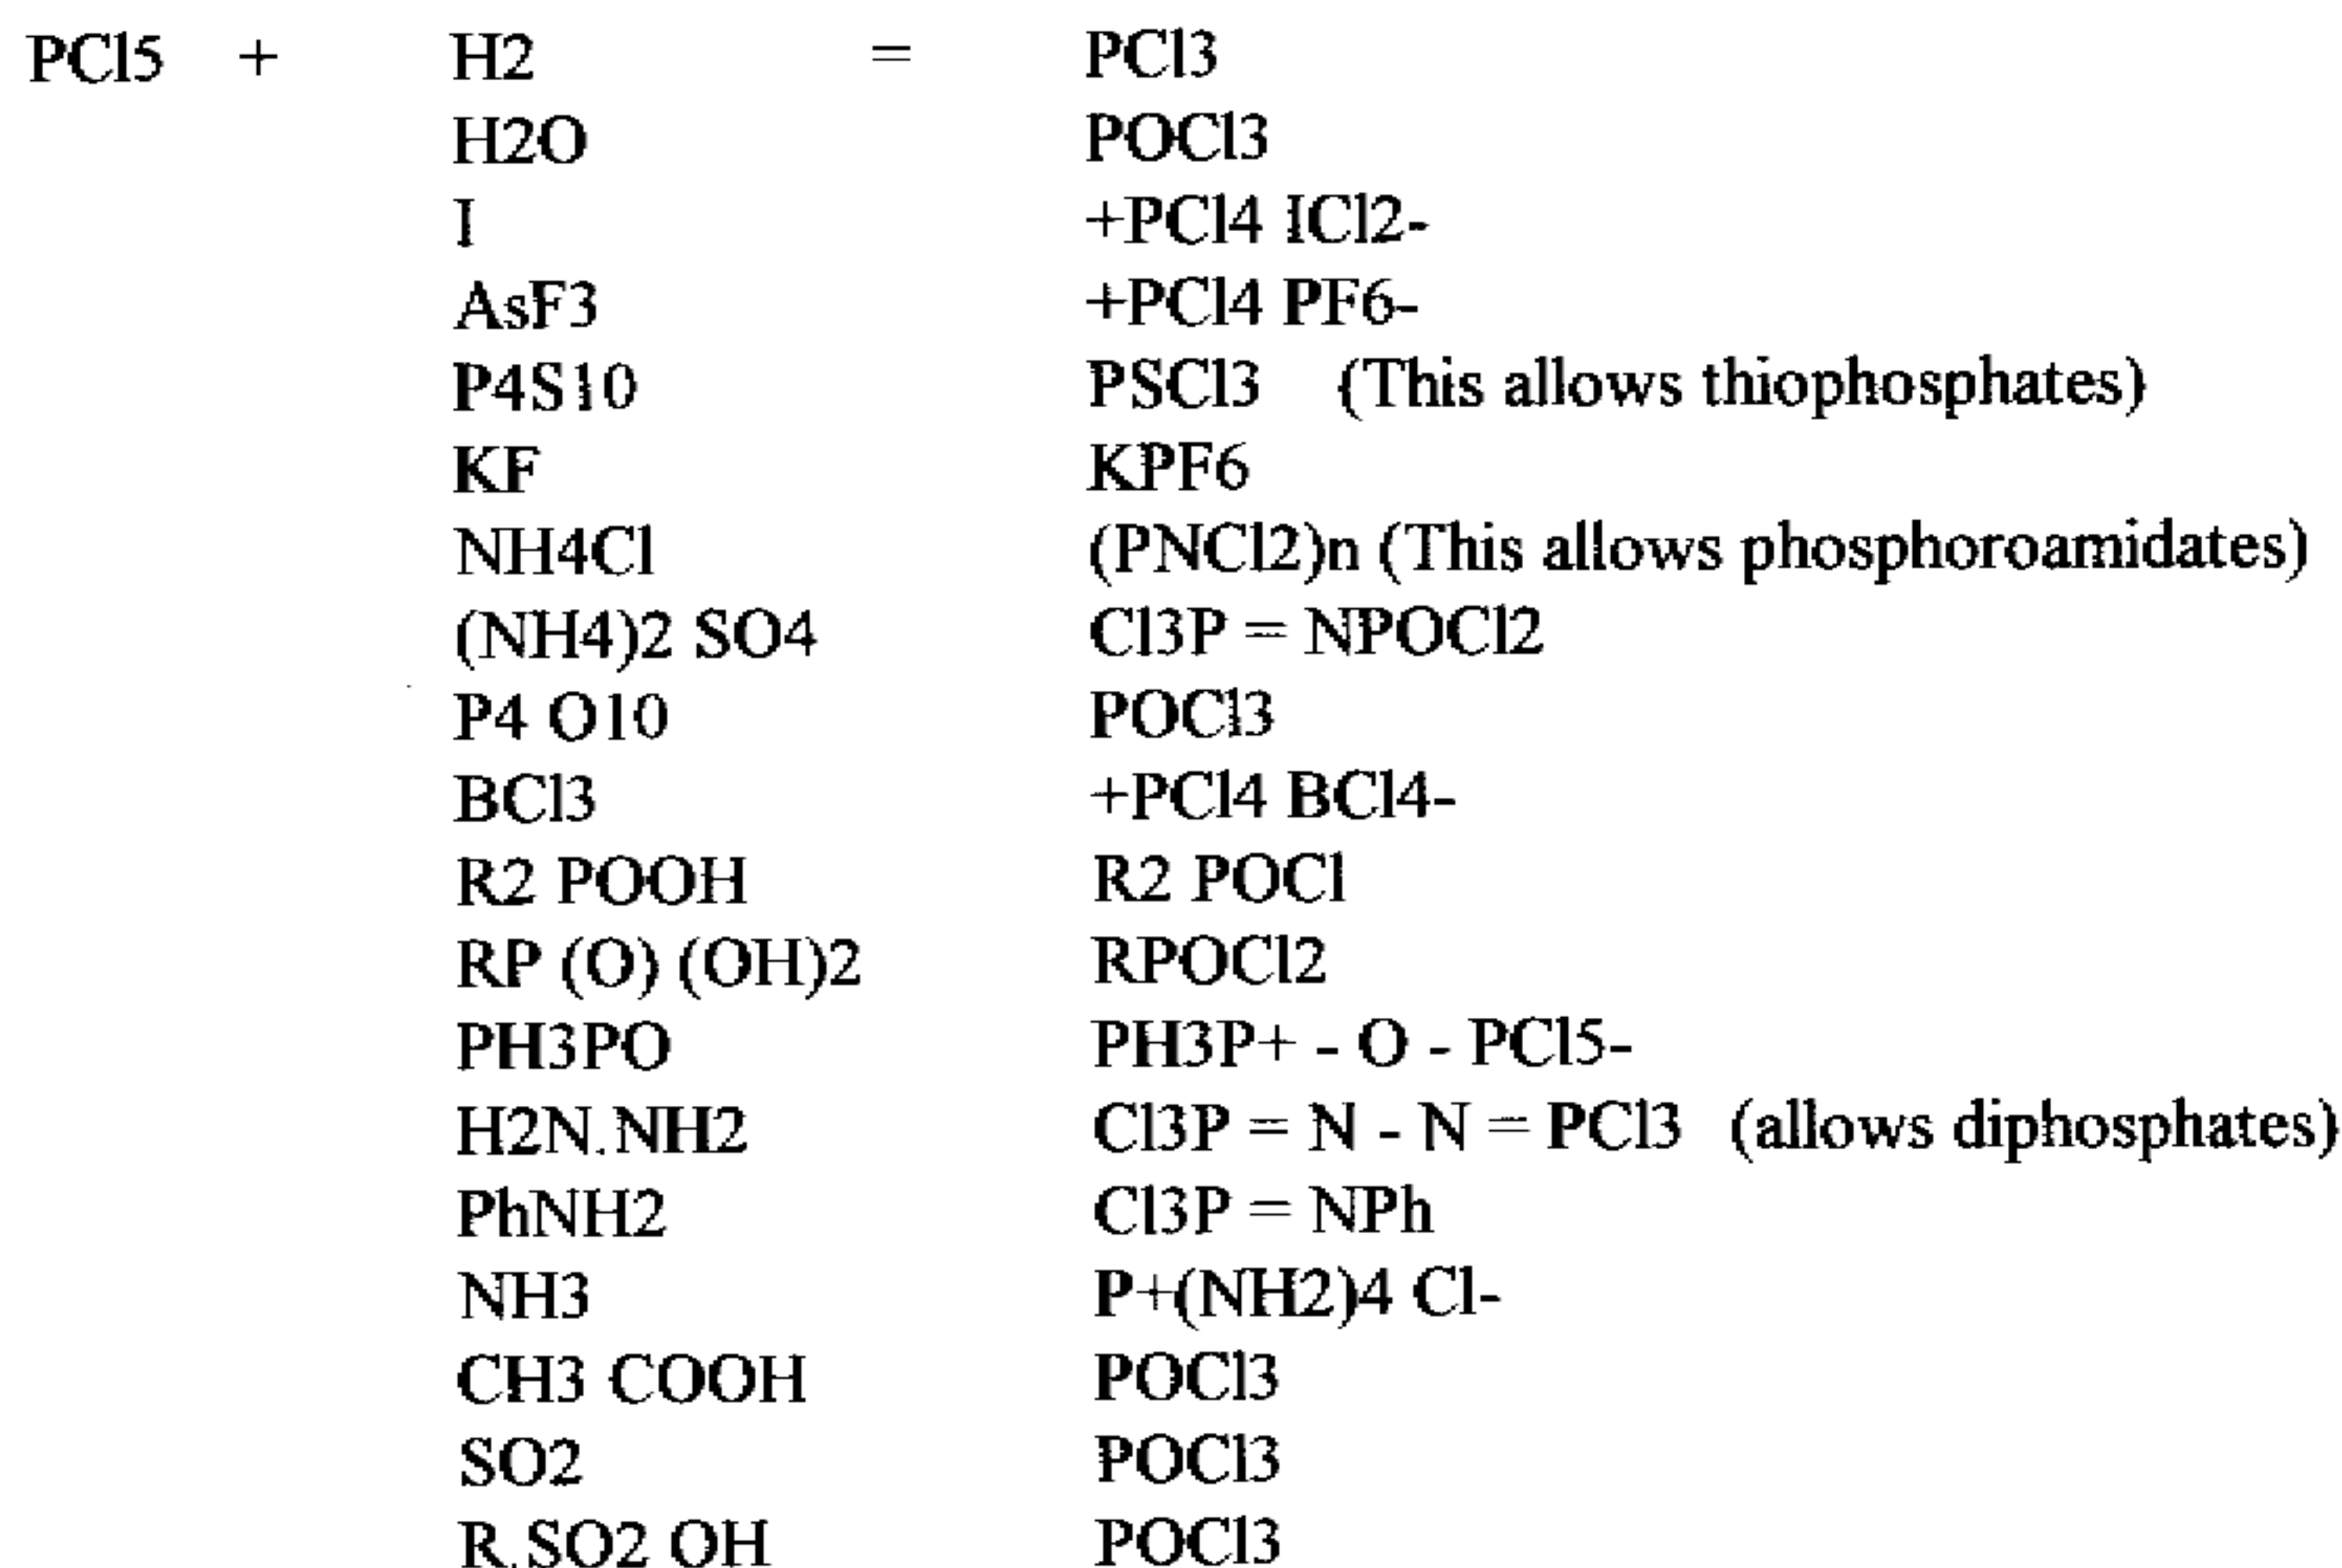 PCl5 + H2 = PCl3
H2O POCl3
I +PCl4 ICl2-
AsF3 +PCl4 PF6-
P4S10 PSCl3 (This allows thiophosphates)
KF KPF6
NH4Cl (PNCl2)n (This allows phosphoroamidates)
(NH4)2 SO4 Cl3P = NPOCl2
P4 O10 POCl3
BCl3 +PCl4 BCl4-
R2 POOH R2 POCl
RP (O) (OH)2 RPOCl2
PH3PO PH3P+ - O - PCl5-
H2N.NH2 Cl3P = N - N = PCl3 (allows diphosphates)
PhNH2 Cl3P = NPh
NH3 P+(NH2)4 Cl-
CH3 COOH POCl3
SO2 POCl3
R.SO2 OH POCl3